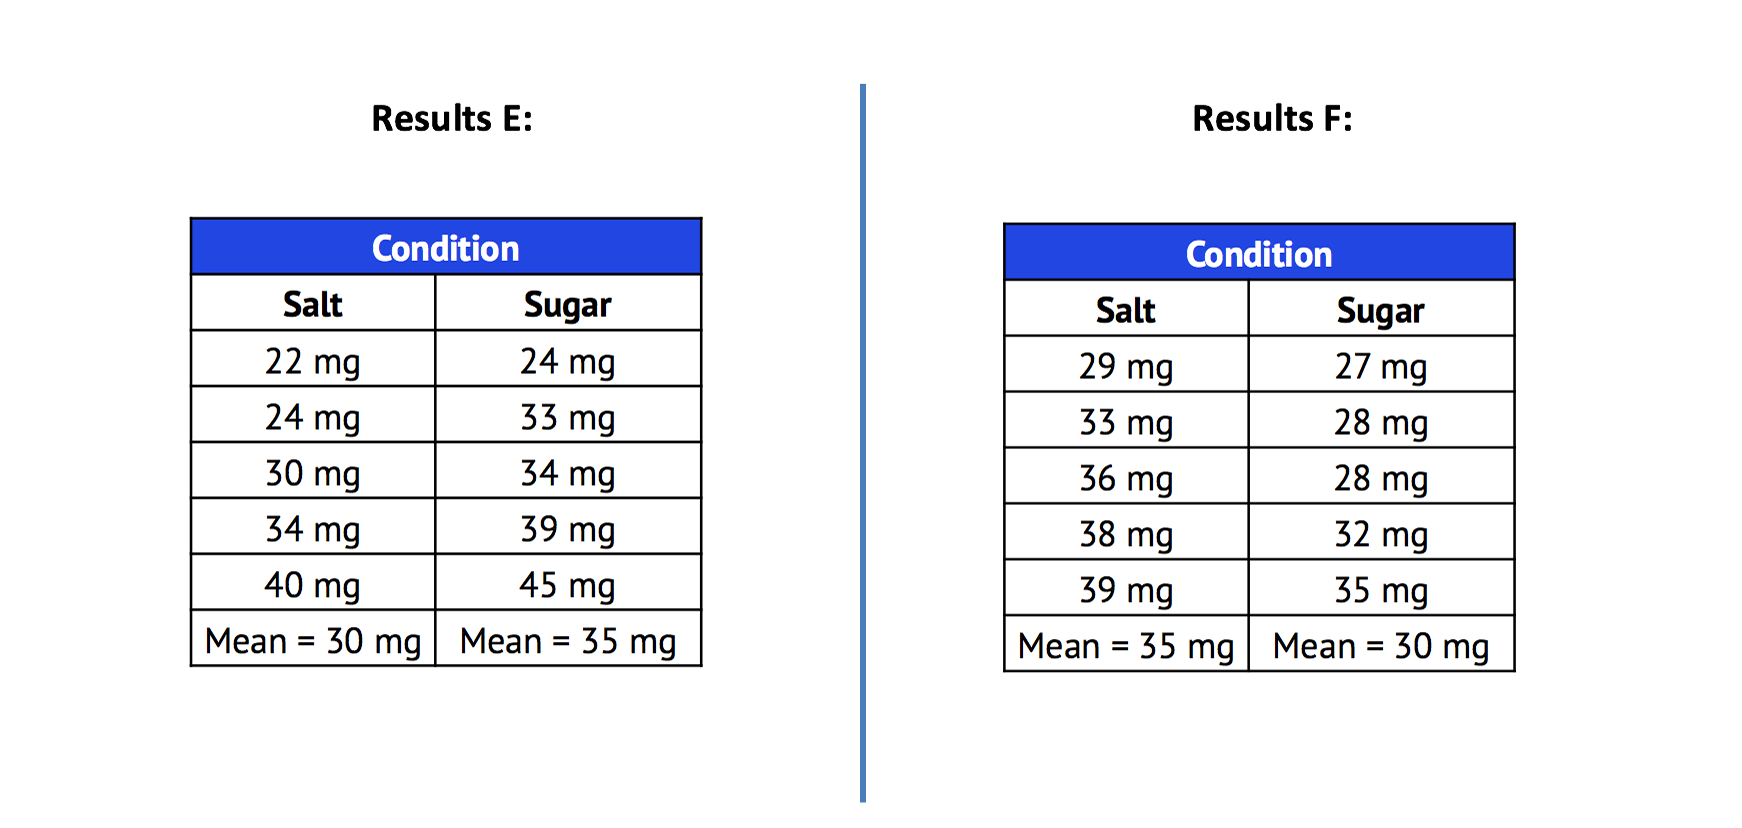 Results E:
Condition
Salt Sugar
22 mg 24 mg
24 mg 33 mg
30 mg 34 mg
34 mg 39 mg
40 mg 45 mg
Mean = 30 mg Mean = 35 mg
Results F:
Condition
Salt Sugar
29 mg 27 mg
33 mg 28 mg
36 mg 28 mg
38 mg 32 mg
39 mg 35 mg
Mean = 35 mg Mean = 30 mg